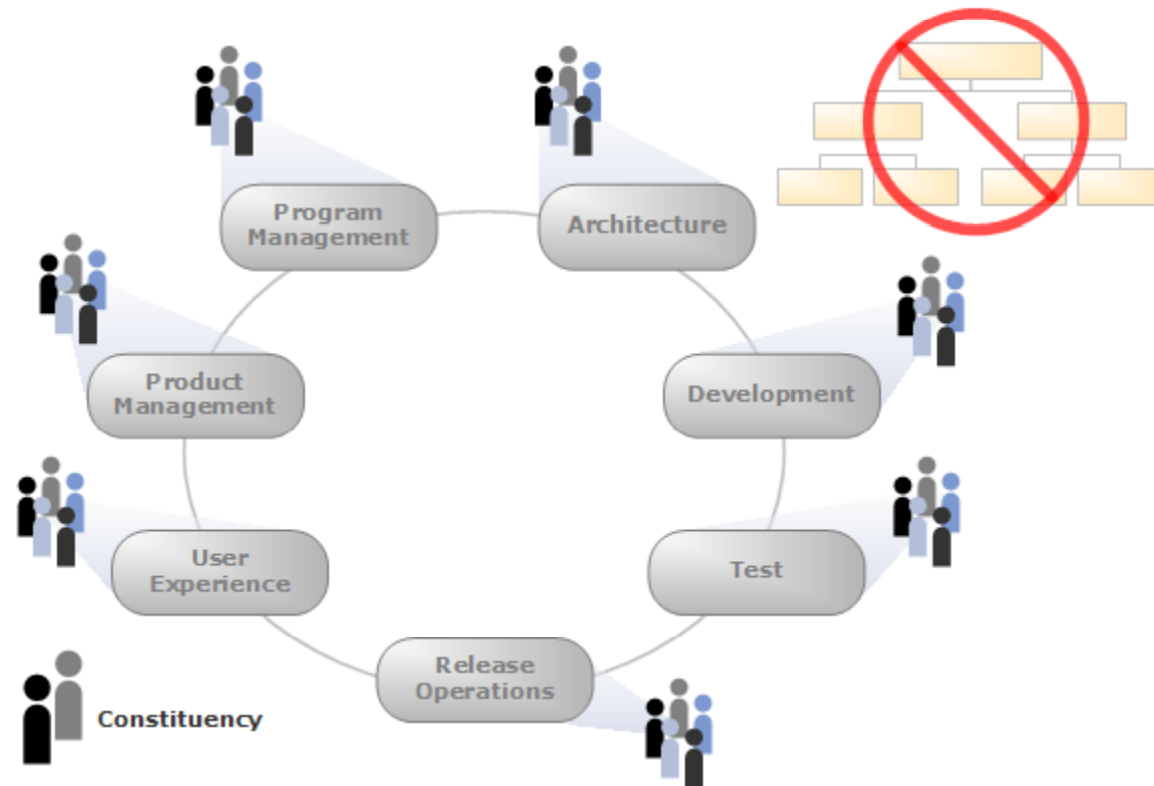 Program
Management
Architecture
Product
Management
Development
User
Experience
Test
Release
Operations
Constituency